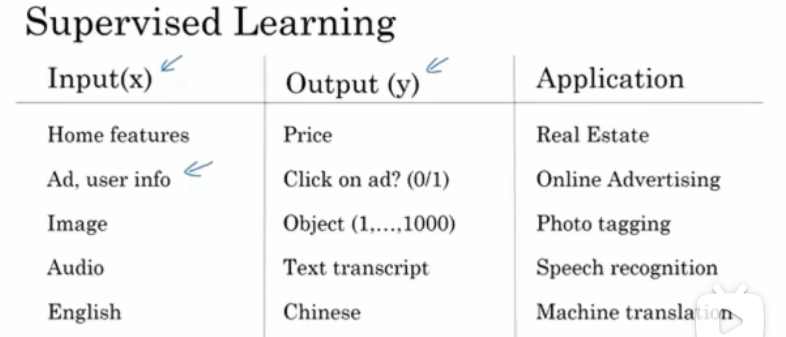 Supervised Learning
Input(x) Output (y) Application
Home features Price Real Estate
Ad, user info Click on ad? (0/1) Online Advertising
Image Object (1,...,1000) Photo tagging
Audio Text transcript Speech recognition
English Chinese Machine translation